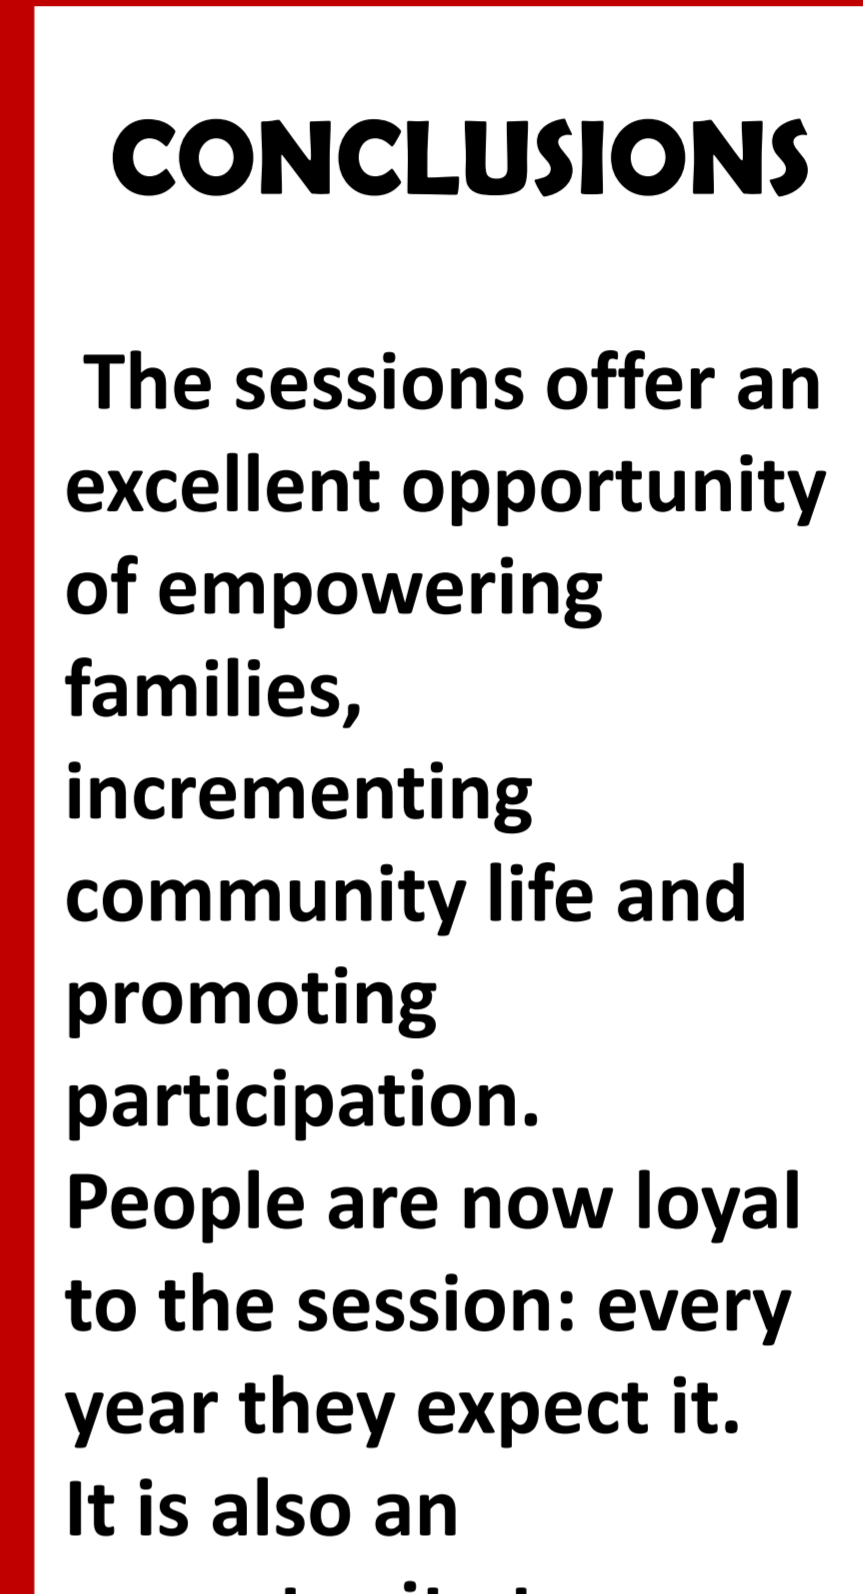 CONCLUSIONS
The sessions offer an
excellent opportunity
of empowering
families,
incrementing
community life and
promoting
participation.
People are now loyal
to the session: every
year they expect it.
It is also an